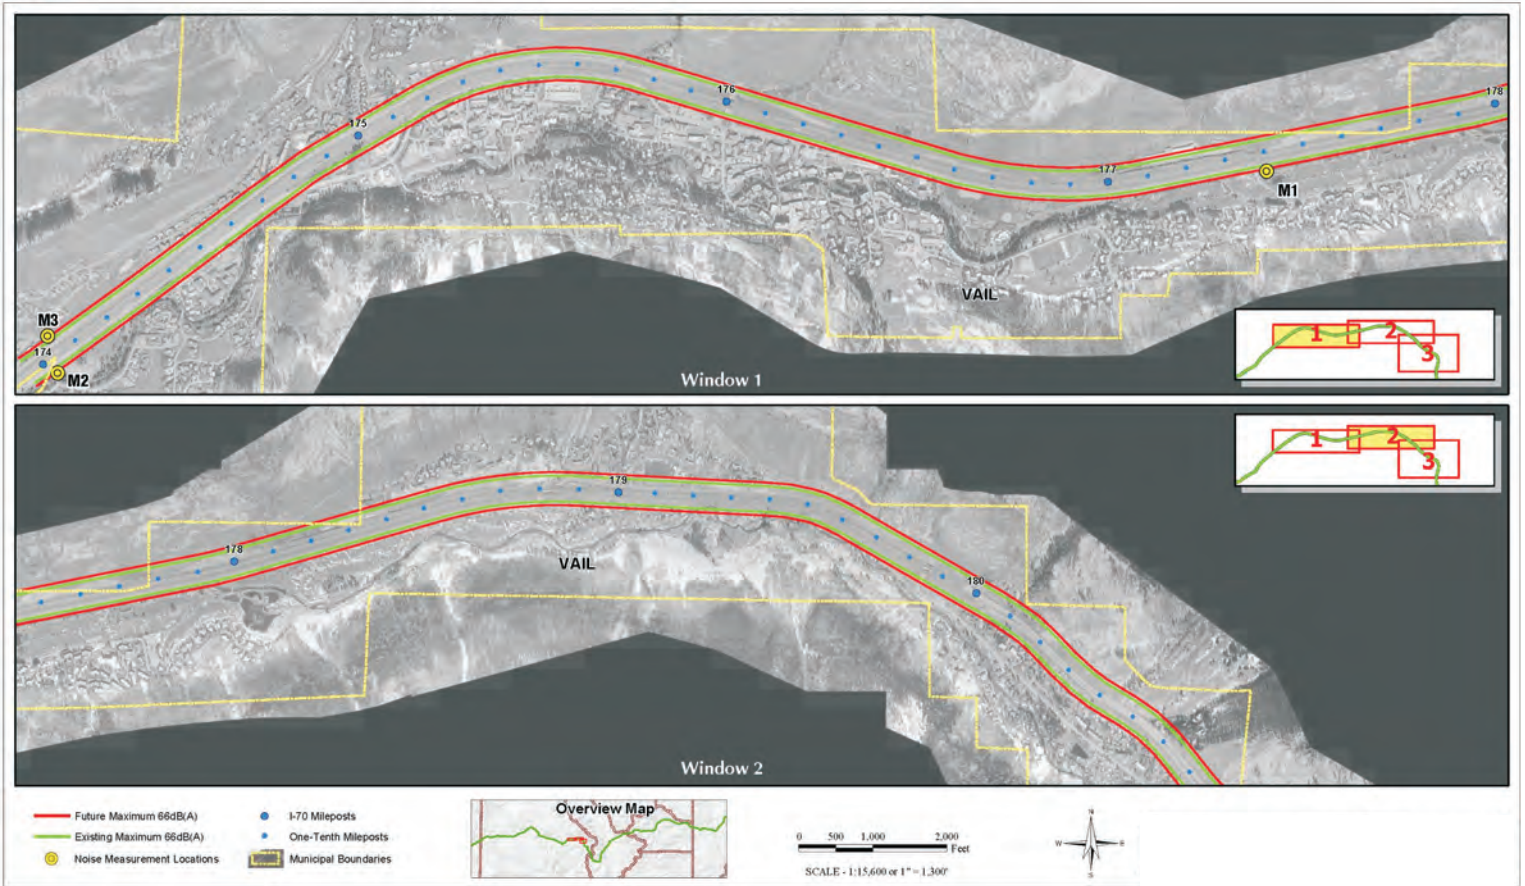 175
176
177
178
M1
M3
174
M2
VAIL
Window 1
1
2
3
178
179
180
VAIL
Window 2
1
2
3
Future Maximum 66dB(A)
Existing Maximum 66dB(A)
Noise Measurement Locations
I-70 Mileposts
One-Tenth Mileposts
Municipal Boundaries
Overview Map
0 500 1,000 2,000
Feet
SCALE - 1:15,600 or 1" = 1,300'
N
W E
S